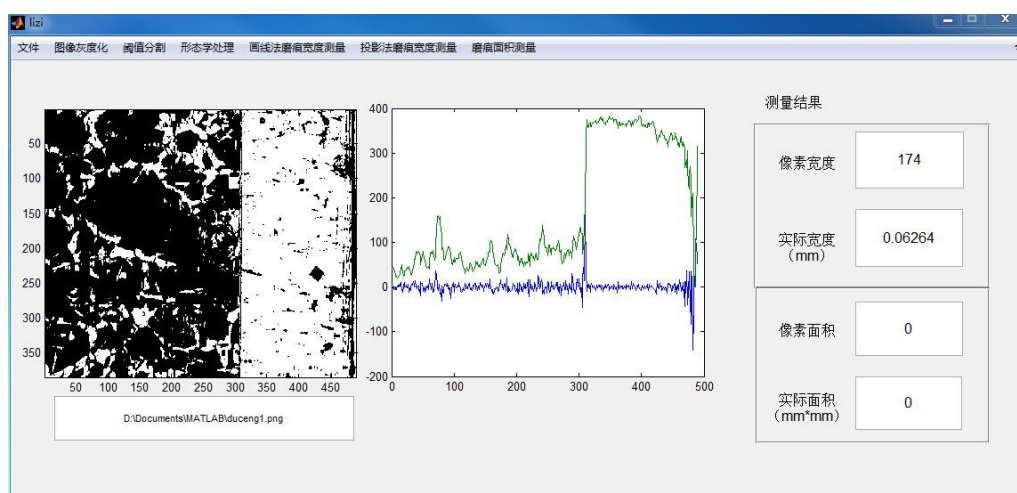 lizi
文件 图像灰度化 阈值分割 形态学处理 画线法磨痕宽度测量 投影法磨痕宽度测量 磨痕面积测量
测量结果
像素宽度 174
实际宽度 0.06264
(mm)
像素面积 0
实际面积 0
(mm*mm)
50
100
150
200
250
300
350
50 100 150 200 250 300 350 400 450
D:\Documents\MATLAB\duceng1.png
400
300
200
100
0
-100
-200
0 100 200 300 400 500